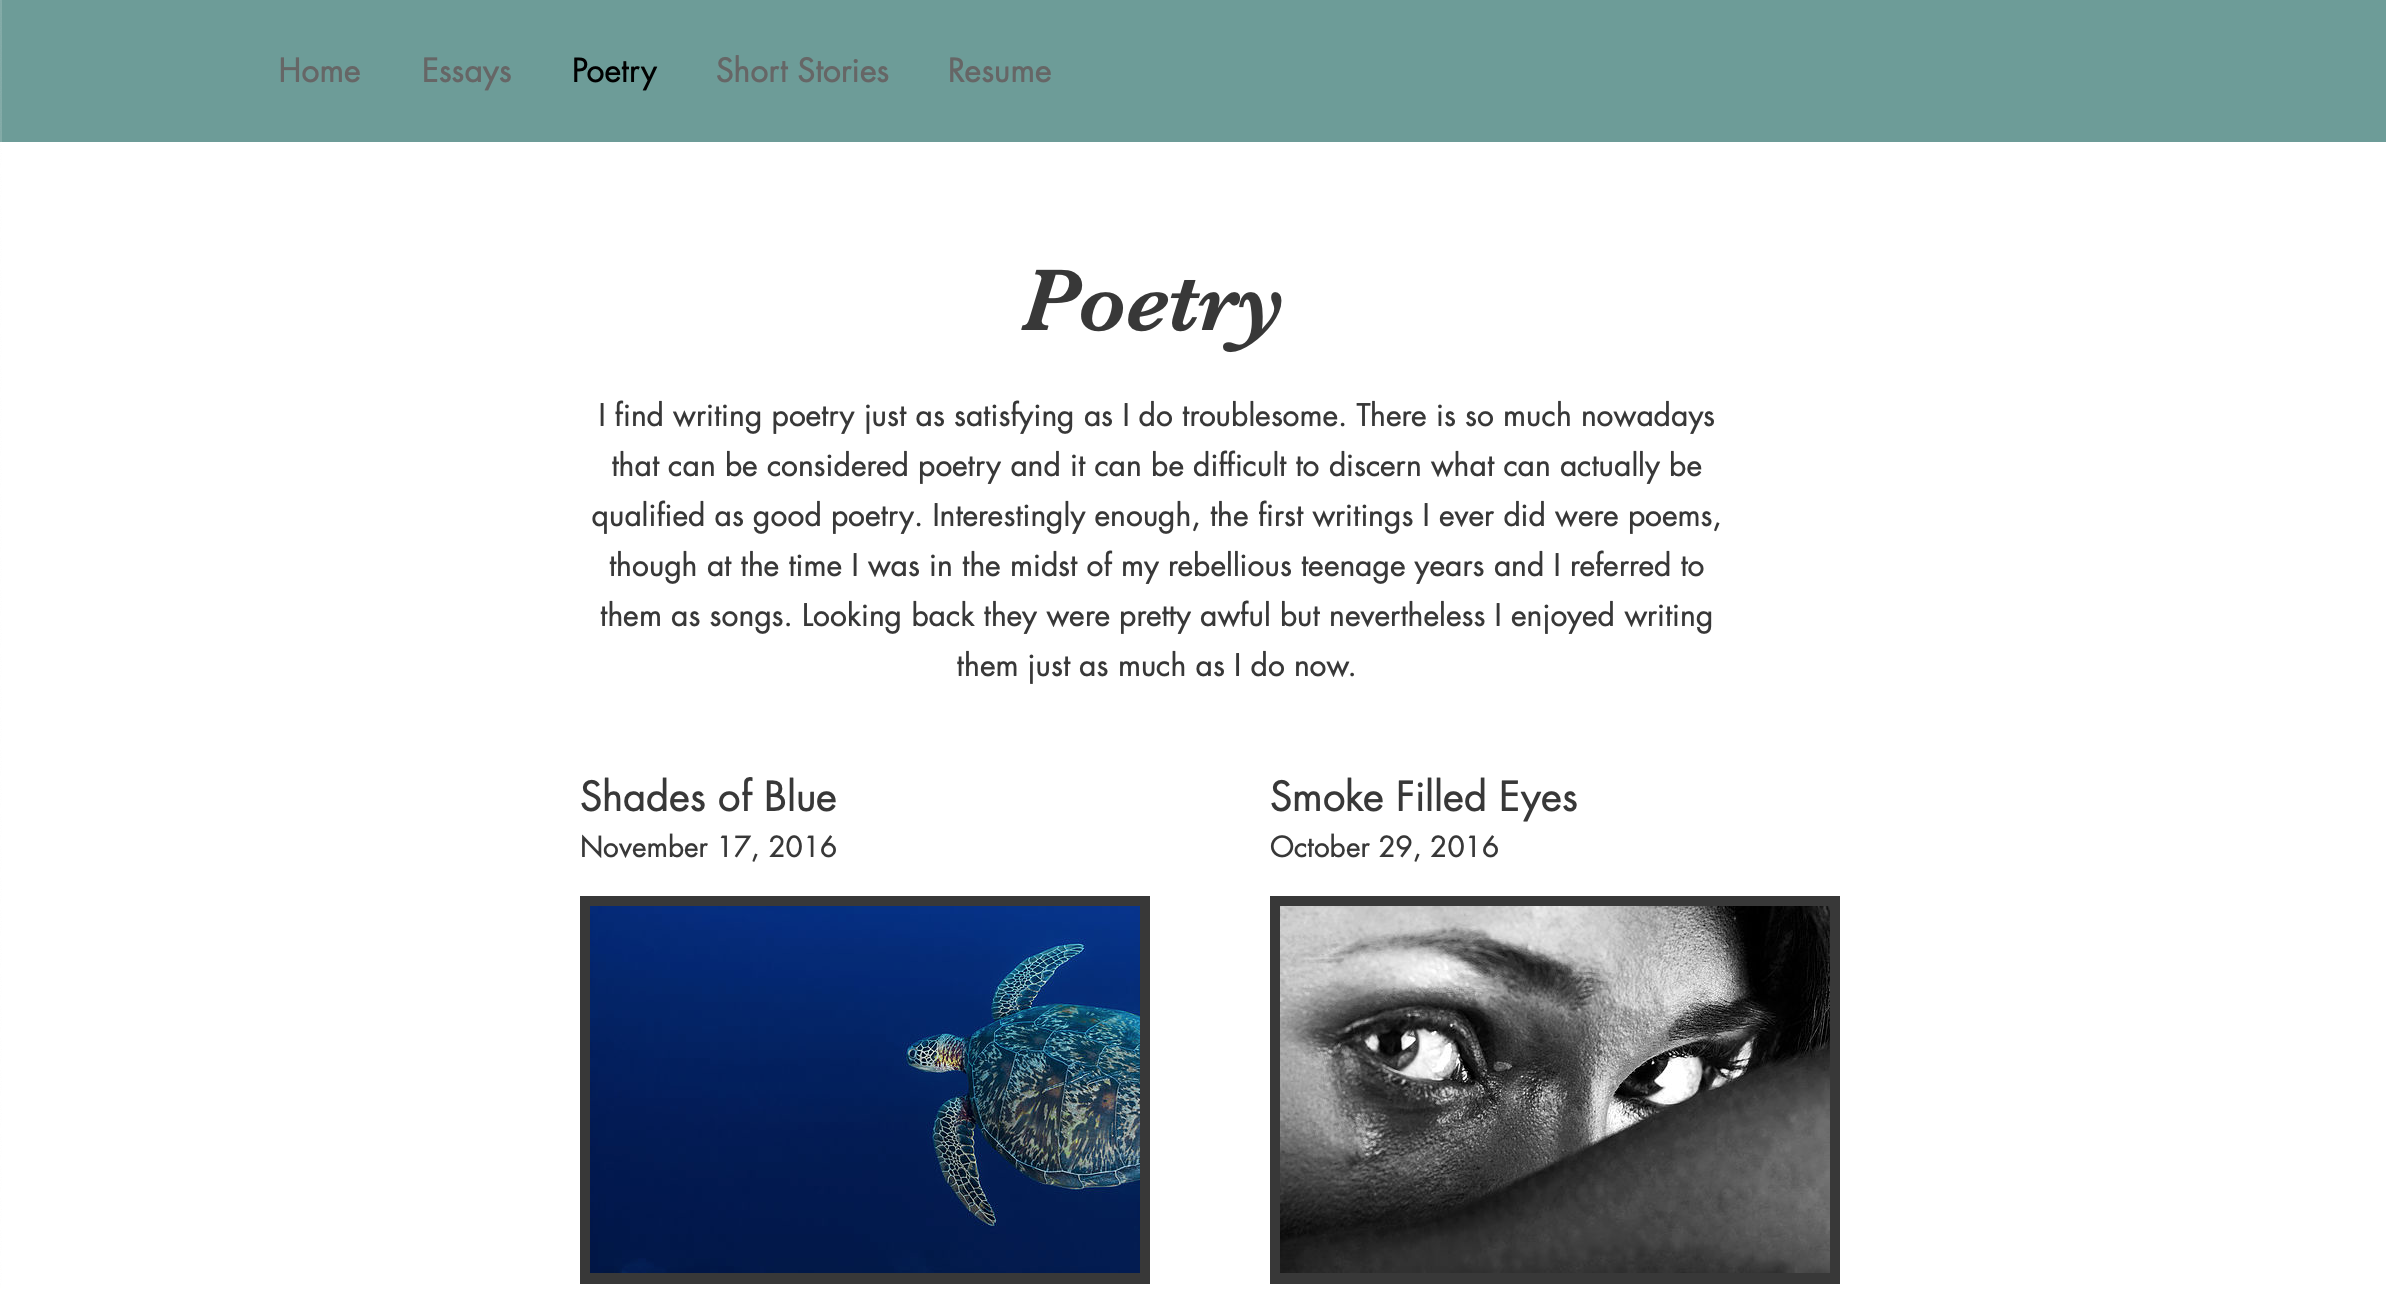 Home Essays Poetry Short Stories Resume
Poetry
I find writing poetry just as satisfying as I do troublesome. There is so much nowadays
that can be considered poetry and it can be difficult to discern what can actually be
qualified as good poetry. Interestingly enough, the first writings I ever did were poems,
though at the time I was in the midst of my rebellious teenage years and I referred to
them as songs. Looking back they were pretty awful but nevertheless I enjoyed writing
them just as much as I do now.
Shades of Blue
November 17, 2016
Smoke Filled Eyes
October 29, 2016